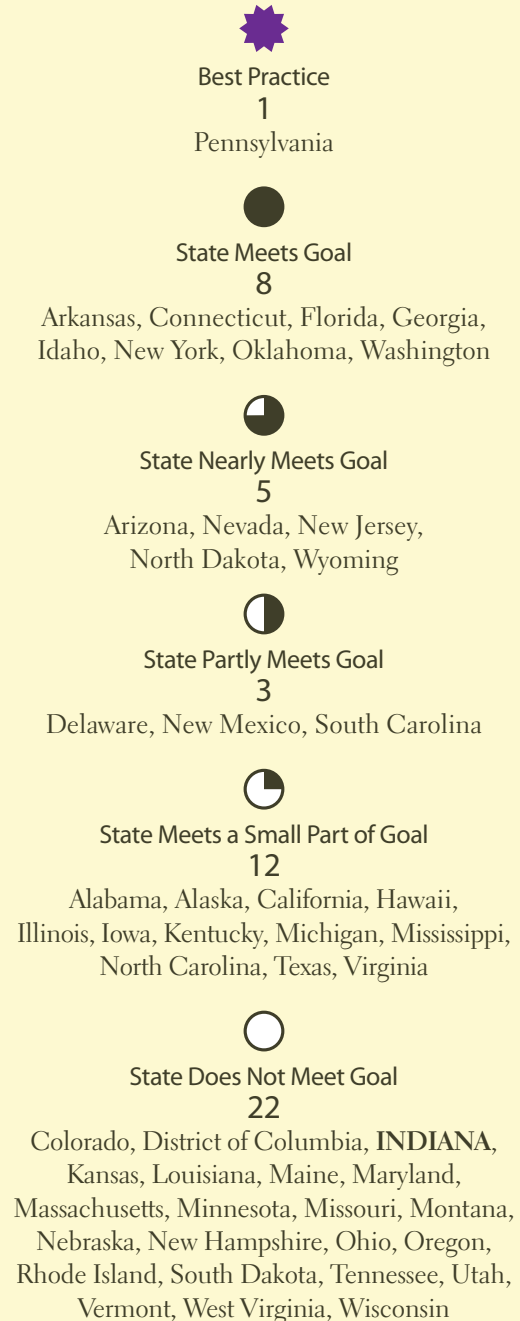 Best Practice
1
Pennsylvania
State Meets Goal
8
Arkansas, Connecticut, Florida, Georgia,
Idaho, New York, Oklahoma, Washington
State Nearly Meets Goal
5
Arizona, Nevada, New Jersey,
North Dakota, Wyoming
State Partly Meets Goal
3
Delaware, New Mexico, South Carolina
State Meets a Small Part of Goal
12
Alabama, Alaska, California, Hawaii,
Illinois, Iowa, Kentucky, Michigan, Mississippi,
North Carolina, Texas, Virginia
State Does Not Meet Goal
22
Colorado, District of Columbia, INDIANA,
Kansas, Louisiana, Maine, Maryland,
Massachusetts, Minnesota, Missouri, Montana,
Nebraska, New Hampshire, Ohio, Oregon,
Rhode Island, South Dakota, Tennessee, Utah,
Vermont, West Virginia, Wisconsin